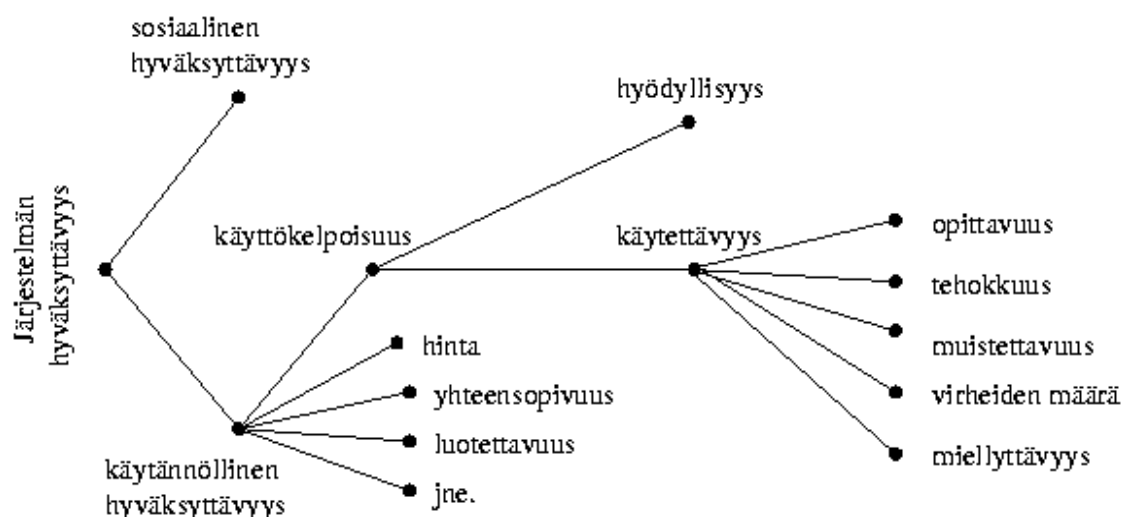 sosiaalinen
hyväksyttävyys
hyödyllisyys
Järjestelmän
hyväksyttävyys
käyttökelpoisuus
käytettävyys
opittavuus
tehokkuus
muistettavuus
virheiden määrä
miellyttävyys
hinta
yhteensopivuus
luotettavuus
jne.
käytännöllinen
hyväksyttävyys